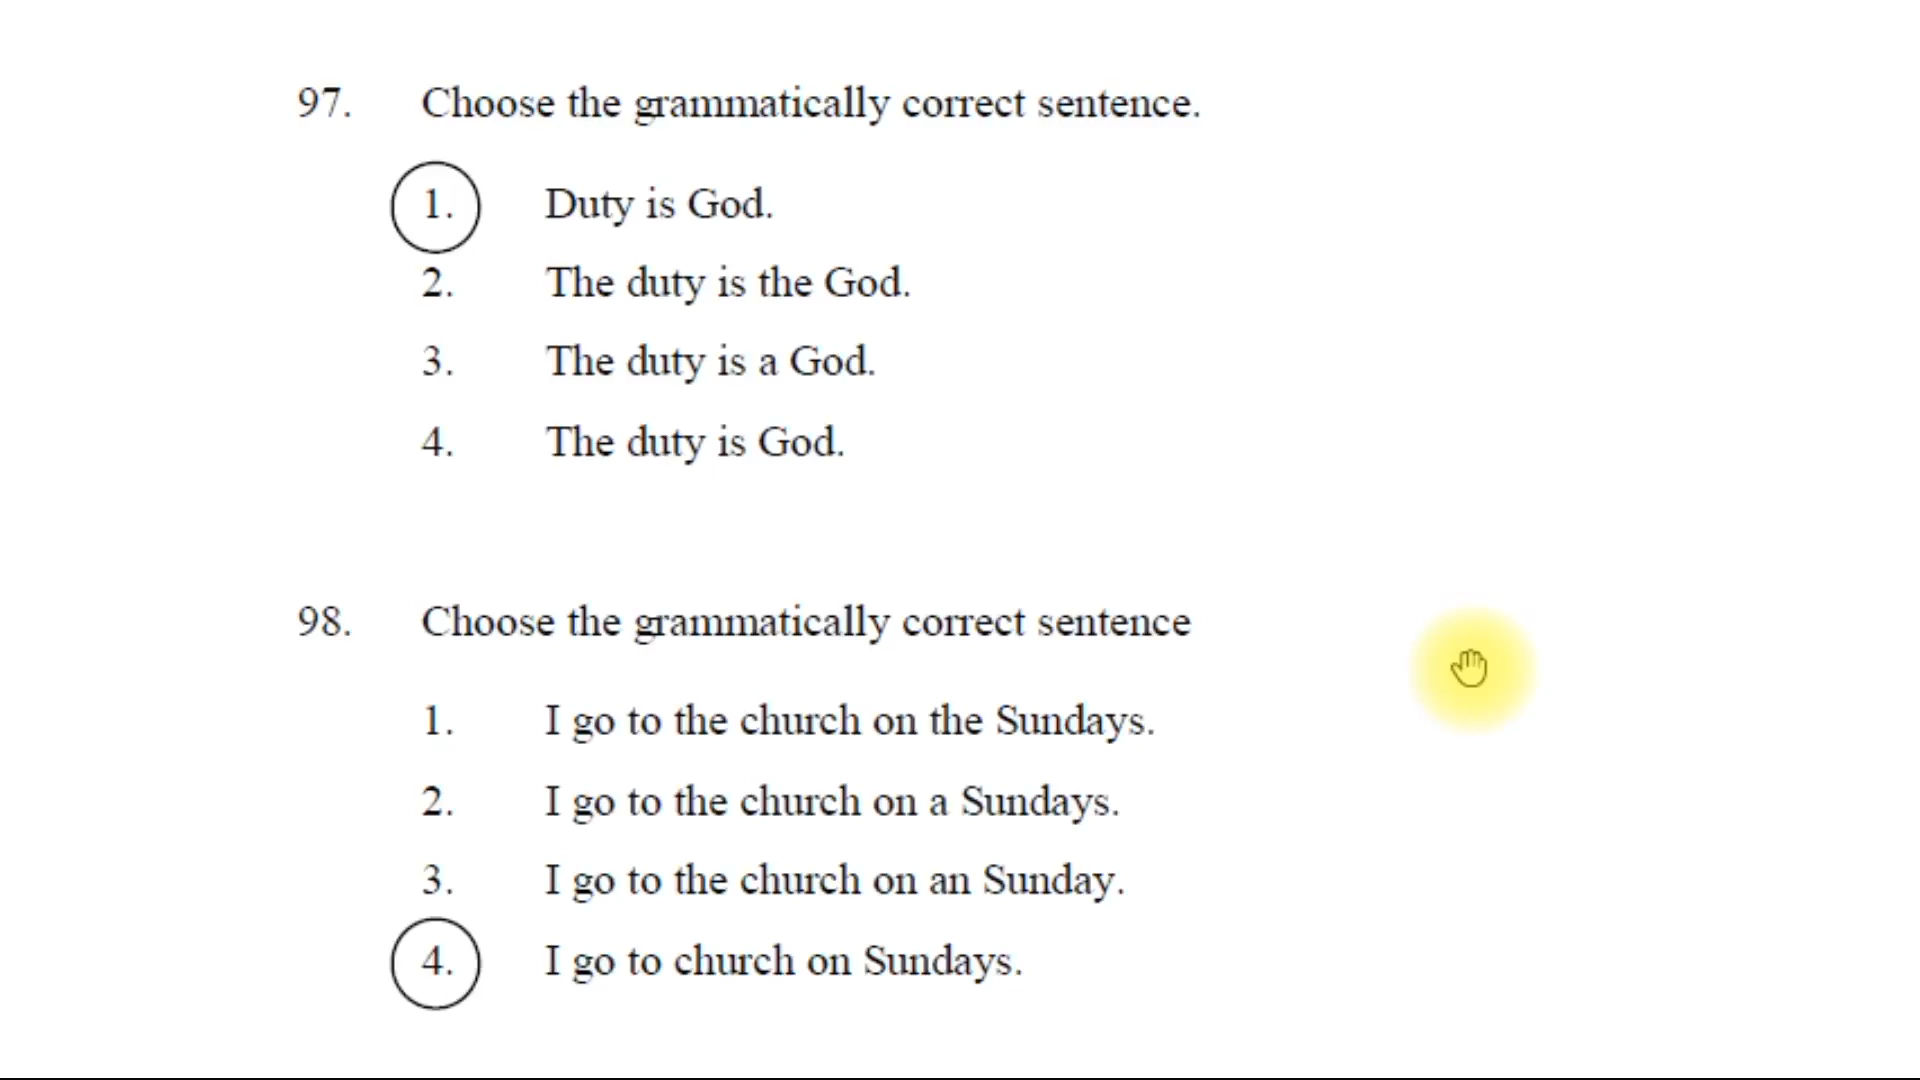 97. Choose the grammatically correct sentence.
1. Duty is God.
2. The duty is the God.
3. The duty is a God.
4. The duty is God.
98. Choose the grammatically correct sentence
1. I go to the church on the Sundays.
2. I go to the church on a Sundays.
3. I go to the church on an Sunday.
4. I go to church on Sundays.